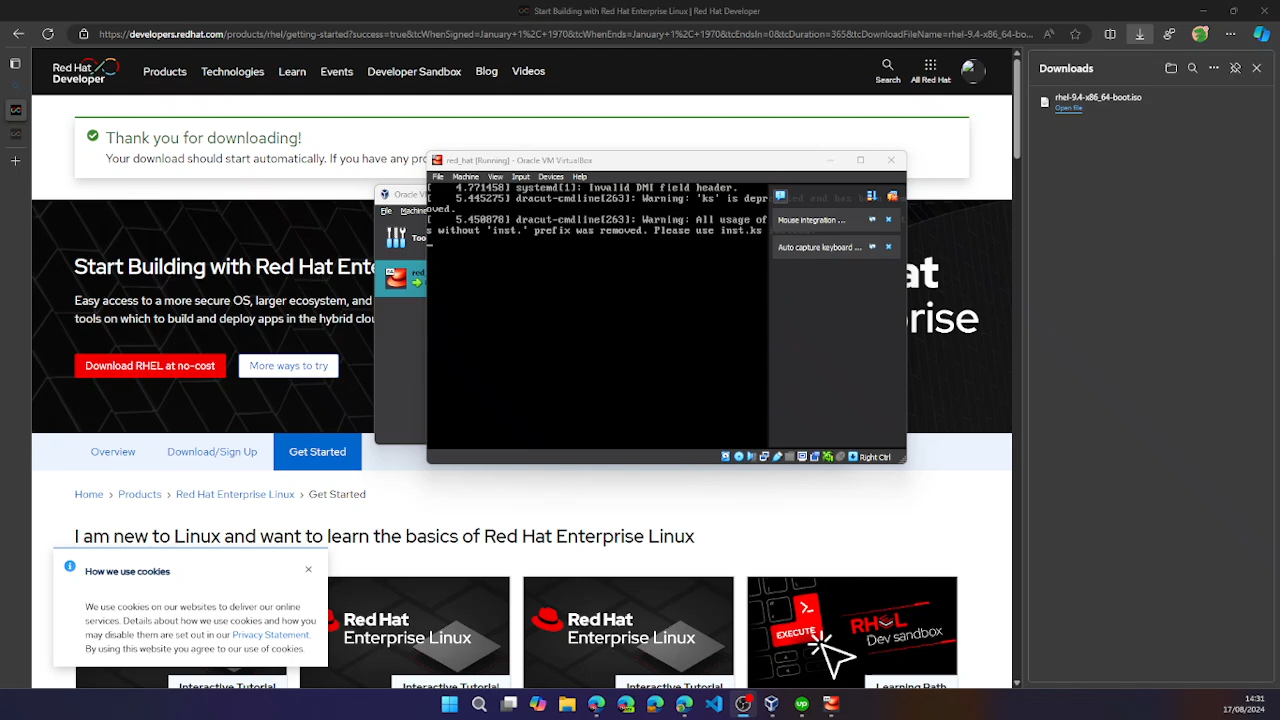 Start Building with Red Hat Enterprise Linux | Red Hat Developer
https://developers.redhat.com/products/rhel/getting-started?success=true&tcWhenSigned=January+1%2C+1970&tcWhenEnds=January+1%2C+1970&tcEndsIn=0&tcDuration=365&tcDownloadFileName=rhel-9.4-x86_64-bo...
Red Hat
Developer
Products
Technologies
Learn
Events
Developer Sandbox
Blog
Videos
Search
All Red Hat
Downloads
rhel-9.4-x86_64-boot.iso
Open file
Thank you for downloading!
Your download should start automatically. If you have any
red_hat [Running] - Oracle VM VirtualBox
File Machine View Input Devices Help
Oracle
File
[ 4.771458] systemd[1]: Invalid DMI field header.
[ 5.445275] dracut-cmdline[263]: Warning: 'ks' is depr
oved.
[ 5.450878] dracut-cmdline[263]: Warning: All usage of
s without 'inst.' prefix was removed. Please use inst.ks
Mouse integration ...
Auto capture keyboard ...
Right Ctrl
Start Building with Red Hat
Easy access to a more secure OS, larger ecosystem, and
tools on which to build and deploy apps in the hybrid
Download RHEL at no-cost
More ways to try
Overview
Download/Sign Up
Get Started
Home › Products › Red Hat Enterprise Linux › Get Started
I am new to Linux and want to learn the basics of Red Hat Enterprise Linux
How we use cookies
We use cookies on our websites to deliver our online
services. Details about how we use cookies and how you
may disable them are set out in our Privacy Statement.
By using this website you agree to our use of cookies.
Red Hat
Enterprise Linux
Red Hat
Enterprise Linux
EXECUTE
RHEL
Dev sandbox
Interactive Tutorial
Interactive Tutorial
Learning Path
14:31
17/08/2024